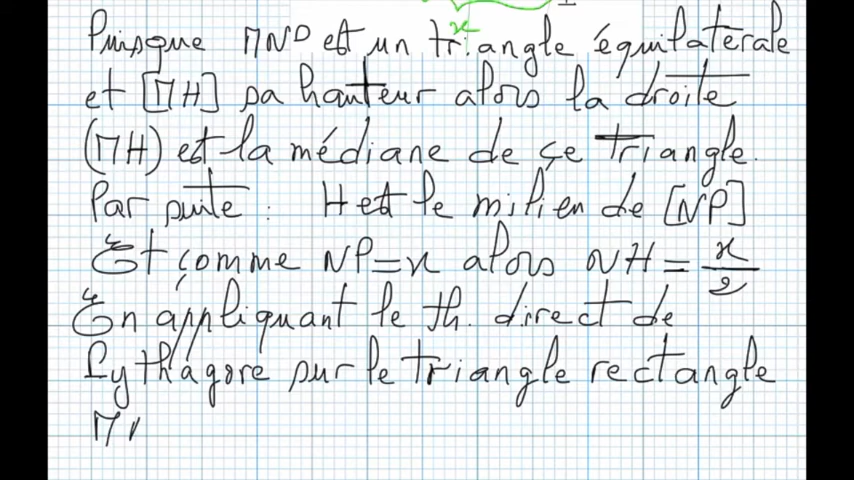 x
Puisque MNP est un triangle équilatérale
et [MH] sa hauteur alors la droite
(MH) est la médiane de çe triangle.
Par suite : H est le milieu de [NP]
Et çomme NP=x alors NH = x/2
En appliquant le th. direct de
Pythagore sur le triangle rectangle
M